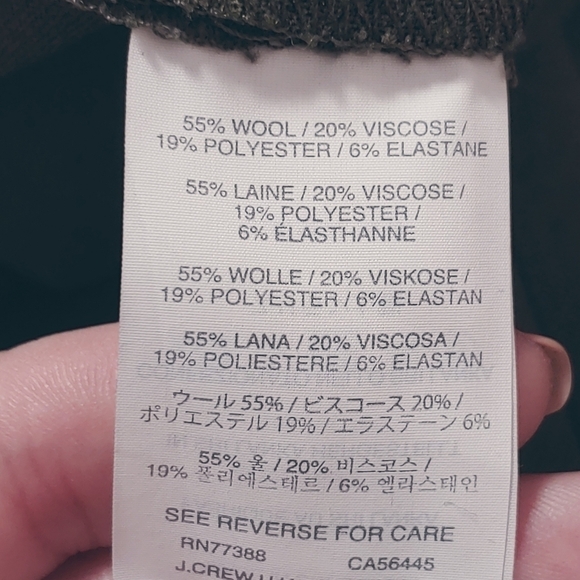 55% WOOL / 20% VISCOSE /
19% POLYESTER / 6% ELASTANE
55% LAINE / 20% VISCOSE /
19% POLYESTER /
6% ÉLASTHANNE
55% WOLLE / 20% VISKOSE /
19% POLYESTER / 6% ELASTAN
55% LANA / 20% VISCOSA /
19% POLIESTERE / 6% ELASTAN
ウール 55% / ビスコース 20% /
ポリエステル 19% / エラステーン 6%
55% 울 / 20% 비스코스 /
19% 폴리에스테르 / 6% 엘라스태인
SEE REVERSE FOR CARE
RN77388 CA56445
J.CREW